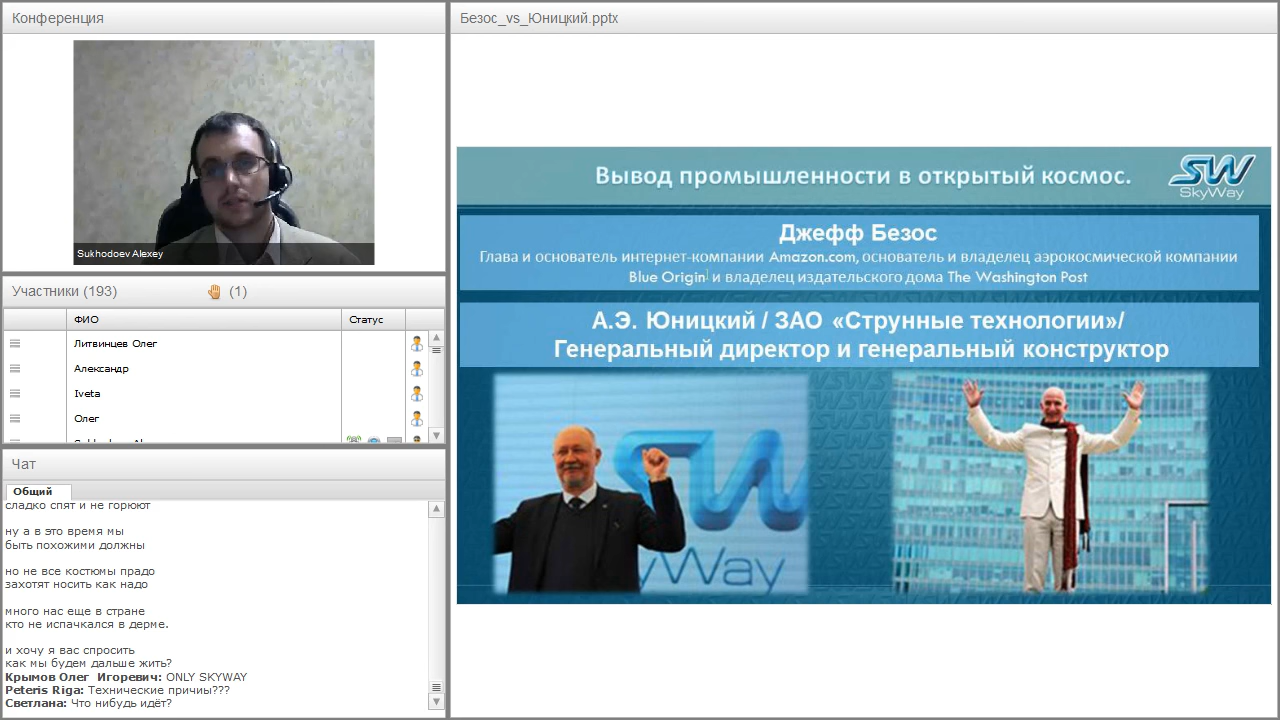 Конференция
Sukhodoev Alexey
Участники (193)
(1)
ФИО
Статус
Литвинцев Олег
Александр
Iveta
Олег
Чат
Общий
сладко спят и не горюют
ну а в это время мы
быть похожими должны
но не все костюмы прадо
захотят носить как надо
много нас еще в стране
кто не испачкался в дерме.
и хочу я вас спросить
как мы будем дальше жить?
Крымов Олег Игоревич: ONLY SKYWAY
Peteris Riga: Технические причиы???
Светлана: Что нибудь идёт?
Безос_vs_Юницкий.pptx
Вывод промышленности в открытый космос.
SW
SkyWay
Джефф Безос
Глава и основатель интернет-компании Amazon.com, основатель и владелец аэрокосмической компании
Blue Origin и владелец издательского дома The Washington Post
А.Э. Юницкий / ЗАО «Струнные технологии»/
Генеральный директор и генеральный конструктор
SW
yWay